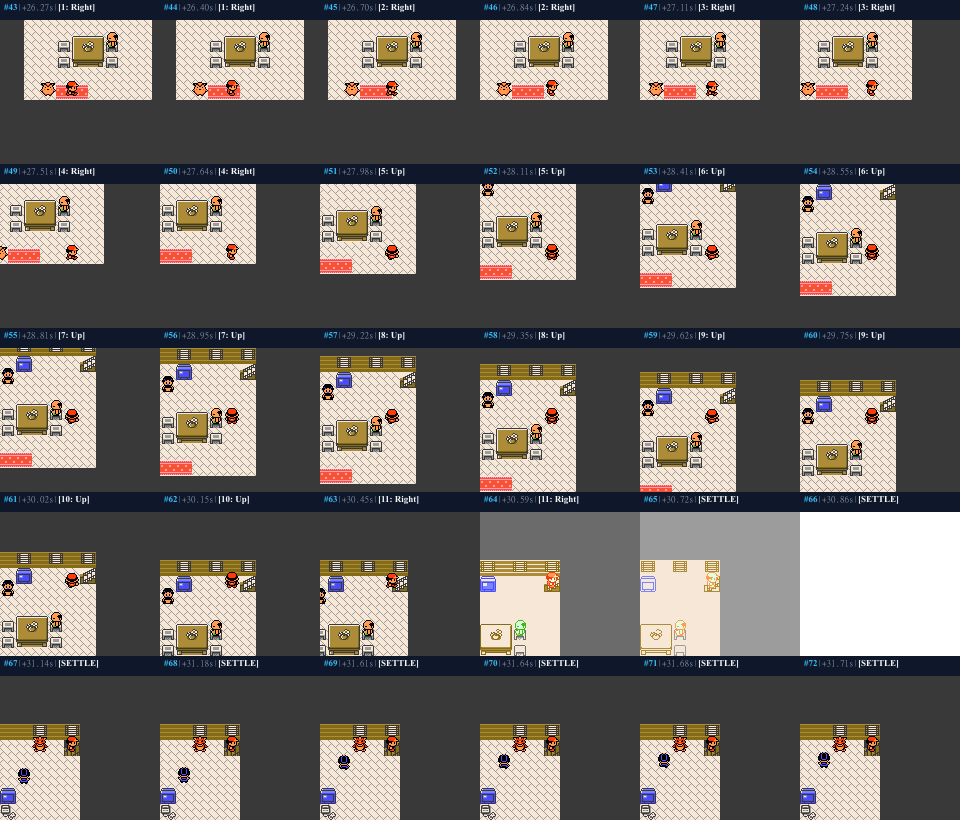 #43|+26.27s|[1: Right]
#44|+26.40s|[1: Right]
#45|+26.70s|[2: Right]
#46|+26.84s|[2: Right]
#47|+27.11s|[3: Right]
#48|+27.24s|[3: Right]
#49|+27.51s|[4: Right]
#50|+27.64s|[4: Right]
#51|+27.98s|[5: Up]
#52|+28.11s|[5: Up]
#53|+28.41s|[6: Up]
#54|+28.55s|[6: Up]
#55|+28.81s|[7: Up]
#56|+28.95s|[7: Up]
#57|+29.22s|[8: Up]
#58|+29.35s|[8: Up]
#59|+29.62s|[9: Up]
#60|+29.75s|[9: Up]
#61|+30.02s|[10: Up]
#62|+30.15s|[10: Up]
#63|+30.45s|[11: Right]
#64|+30.59s|[11: Right]
#65|+30.72s|[SETTLE]
#66|+30.86s|[SETTLE]
#67|+31.14s|[SETTLE]
#68|+31.18s|[SETTLE]
#69|+31.61s|[SETTLE]
#70|+31.64s|[SETTLE]
#71|+31.68s|[SETTLE]
#72|+31.71s|[SETTLE]